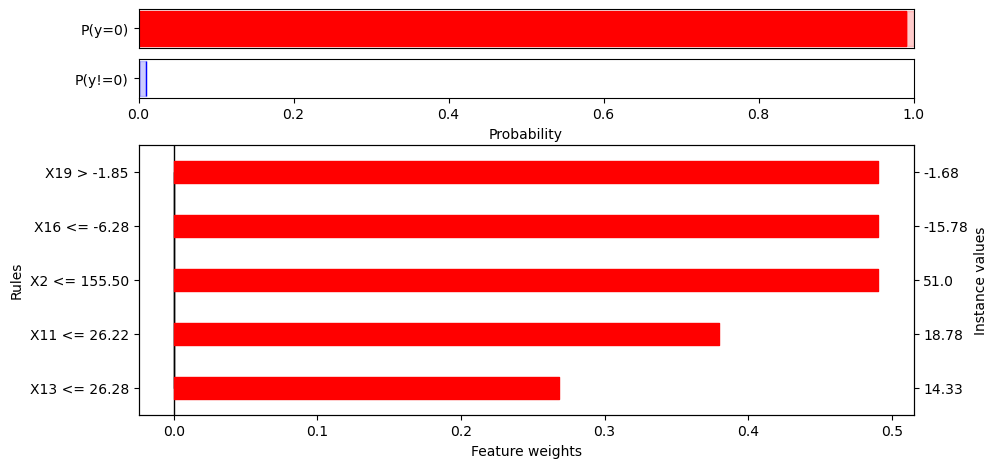 P(y=0)
P(y!=0)
0.0 0.2 0.4 0.6 0.8 1.0
Probability
X19 > -1.85 -1.68
X16 <= -6.28 -15.78
X2 <= 155.50 51.0
X11 <= 26.22 18.78
X13 <= 26.28 14.33
Rules
Instance values
0.0 0.1 0.2 0.3 0.4 0.5
Feature weights